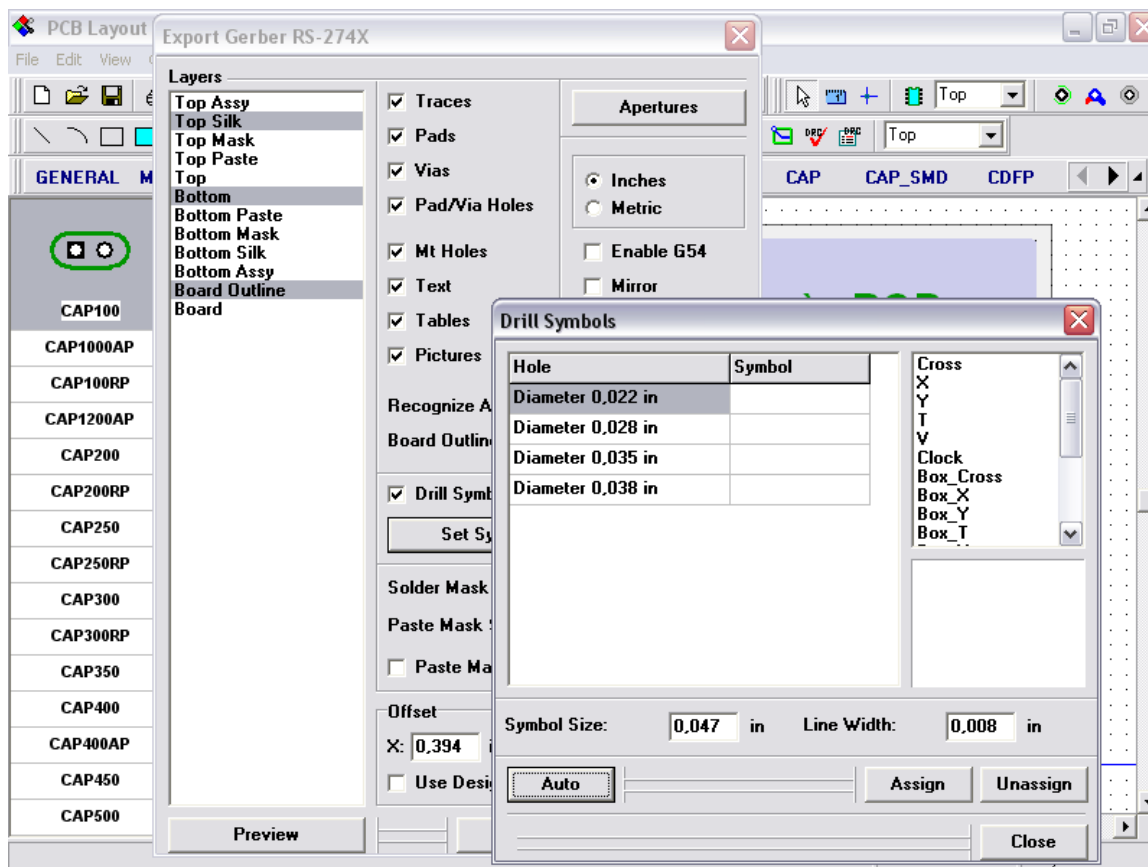 PCB Layout
File Edit View
Top
Top
GENERAL M
CAP CAP_SMD CDFP
CAP100
CAP1000AP
CAP100RP
CAP1200AP
CAP200
CAP200RP
CAP250
CAP250RP
CAP300
CAP300RP
CAP350
CAP400
CAP400AP
CAP450
CAP500
Export Gerber RS-274X
Layers
Top Assy
Top Silk
Top Mask
Top Paste
Top
Bottom
Bottom Paste
Bottom Mask
Bottom Silk
Bottom Assy
Board Outline
Board
Traces
Pads
Vias
Pad/Via Holes
Mt Holes
Text
Tables
Pictures
Recognize A
Board Outline
Drill Symb
Set Sy
Solder Mask
Paste Mask S
Paste Ma
Offset
X: 0,394 i
Use Desi
Preview
Apertures
Inches
Metric
Enable G54
Mirror
Drill Symbols
Hole Symbol
Diameter 0,022 in
Diameter 0,028 in
Diameter 0,035 in
Diameter 0,038 in
Cross
X
Y
T
V
Clock
Box_Cross
Box_X
Box_Y
Box_T
Symbol Size: 0,047 in Line Width: 0,008 in
Auto Assign Unassign
Close